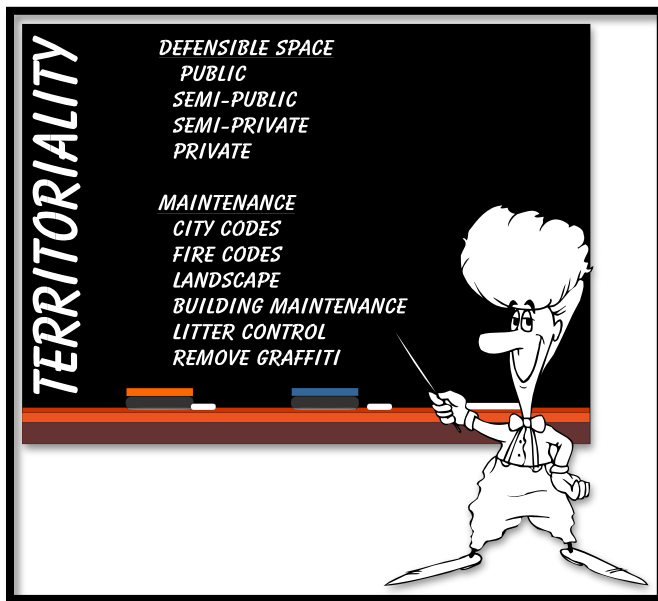 TERRITORIALITY
DEFENSIBLE SPACE
PUBLIC
SEMI-PUBLIC
SEMI-PRIVATE
PRIVATE
MAINTENANCE
CITY CODES
FIRE CODES
LANDSCAPE
BUILDING MAINTENANCE
LITTER CONTROL
REMOVE GRAFFITI